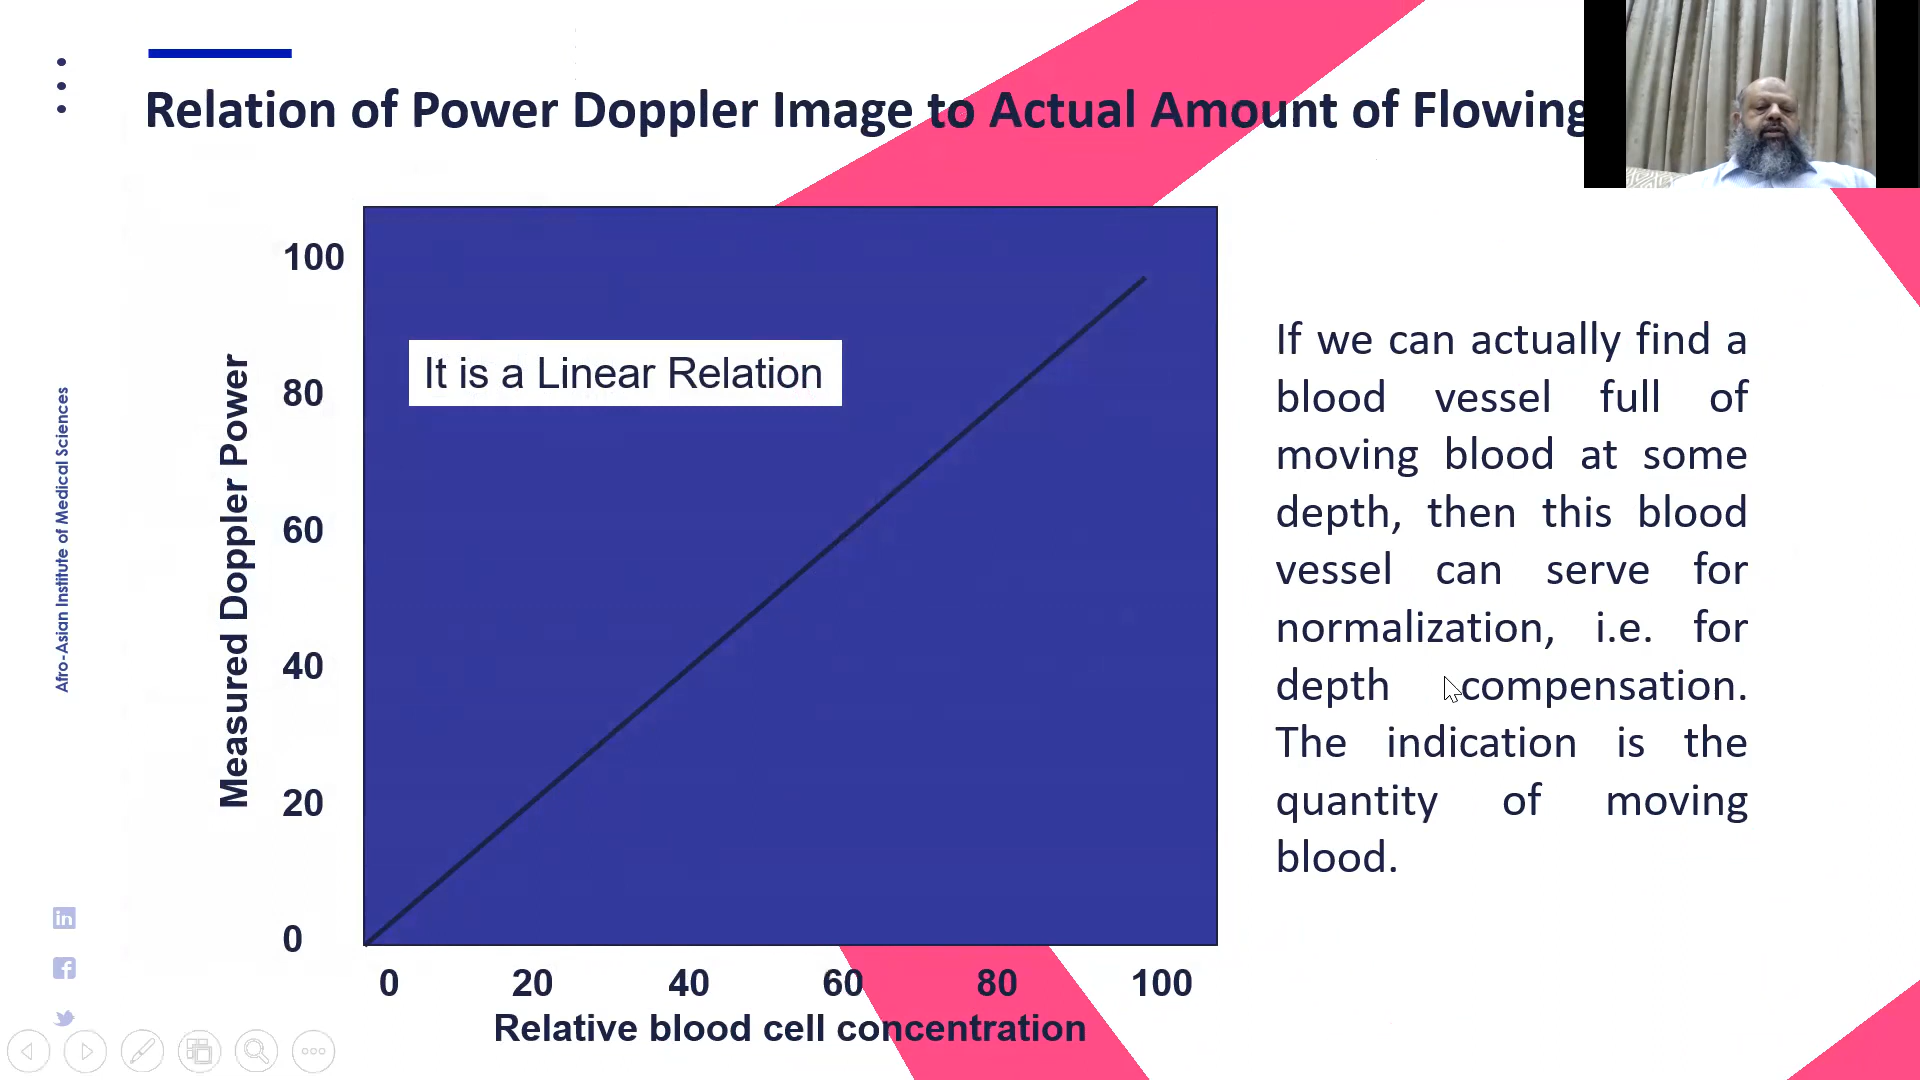 Relation of Power Doppler Image to Actual Amount of Flowing
100
80
60
40
20
0
Measured Doppler Power
It is a Linear Relation
0 20 40 60 80 100
Relative blood cell concentration
If we can actually find a
blood vessel full of
moving blood at some
depth, then this blood
vessel can serve for
normalization, i.e. for
depth compensation.
The indication is the
quantity of moving
blood.
Afro-Asian Institute of Medical Sciences
in
f